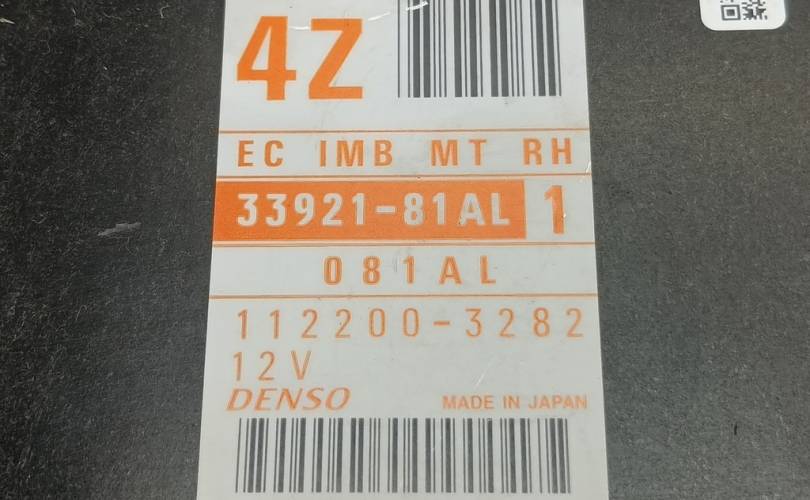 4Z
EC IMB MT RH
33921-81AL 1
081AL
112200-3282
12V
DENSO MADE IN JAPAN